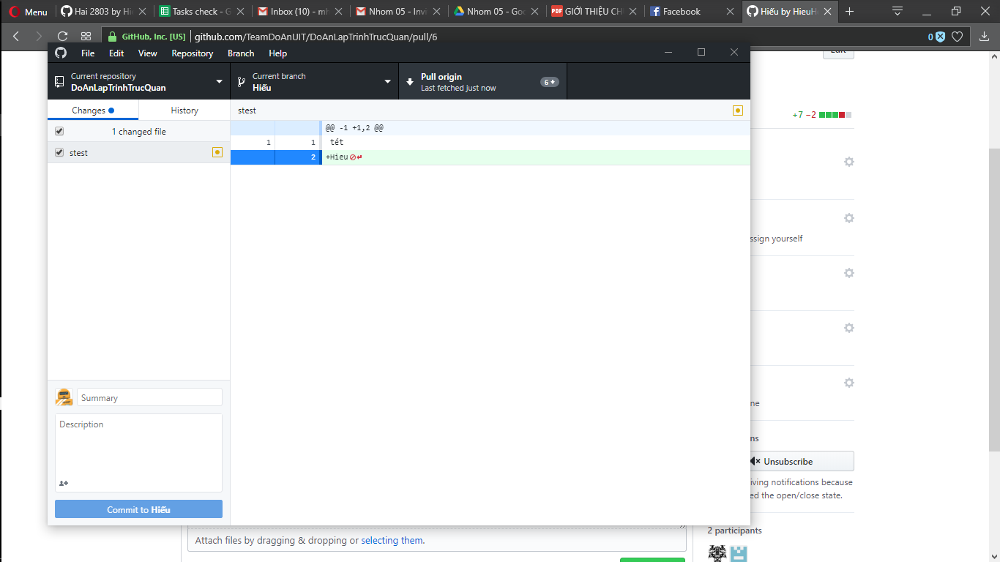 Menu
Hai 2803 by Hi
Tasks check - G
Inbox (10) - mh
Nhom 05 - Invi
Nhom 05 - Goo
PDF GIỚI THIỆU CH
Facebook
Hiếu by HieuH
GitHub, Inc. [US]
github.com/TeamDoAnUIT/DoAnLapTrinhTrucQuan/pull/6
0
File Edit View Repository Branch Help
Edit
Current repository
DoAnLapTrinhTrucQuan
Current branch
Hiếu
Pull origin
Last fetched just now
6
Changes
History
stest
+7 −2
1 changed file
@@ -1 +1,2 @@
1 1 tét
stest
2 +Hieu
ssign yourself
ne
ns
Unsubscribe
iving notifications because
ed the open/close state.
2 participants
Summary
Description
Commit to Hiếu
Attach files by dragging & dropping or selecting them.